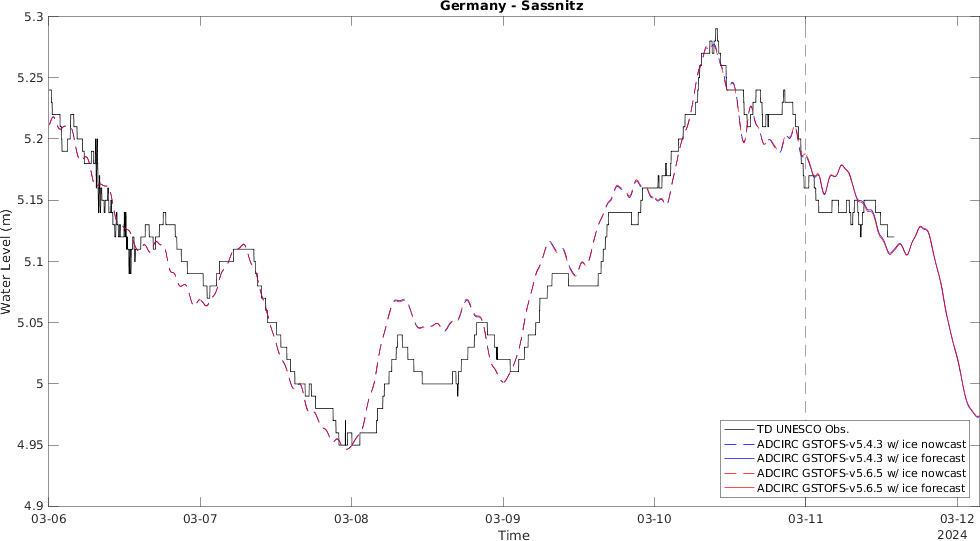 Germany - Sassnitz
5.3
5.25
5.2
5.15
5.1
5.05
5
4.95
4.9
Water Level (m)
03-06
03-07
03-08
03-09
03-10
03-11
03-12
2024
Time
TD UNESCO Obs.
ADCIRC GSTOFS-v5.4.3 w/ ice nowcast
ADCIRC GSTOFS-v5.4.3 w/ ice forecast
ADCIRC GSTOFS-v5.6.5 w/ ice nowcast
ADCIRC GSTOFS-v5.6.5 w/ ice forecast